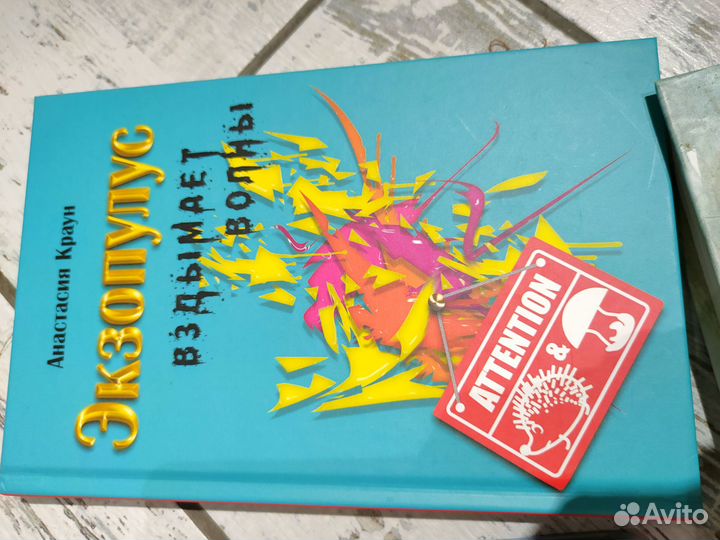 Анастасия Краун
Экзопулус
вздымает
волны
ATTENTION
&
Avito